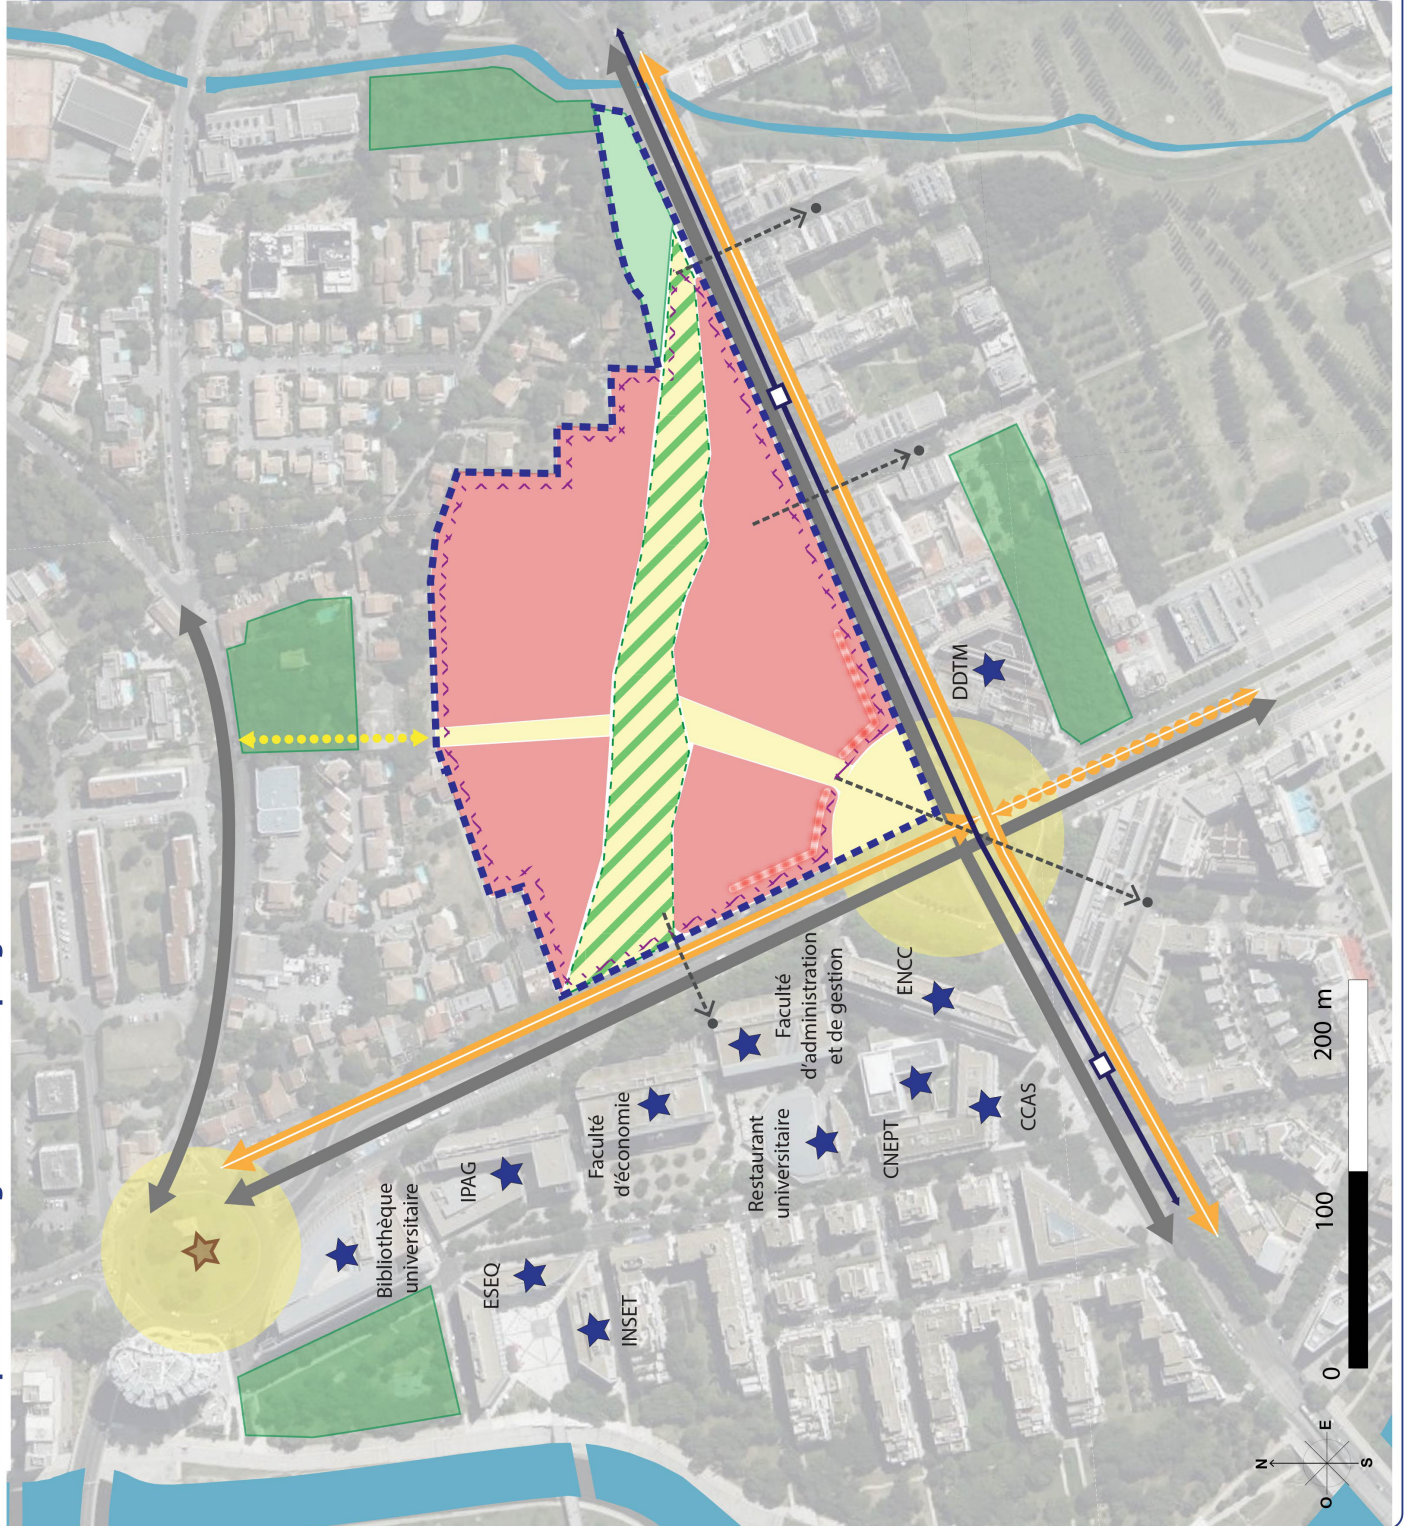 Bibliothèque
universitaire
IPAG
ESEQ
Faculté
d'économie
INSET
Restaurant
universitaire
Faculté
d'administration
et de gestion
CNEPT
ENCC
DDTM
CCAS
N
O E
S
0 100 200 m